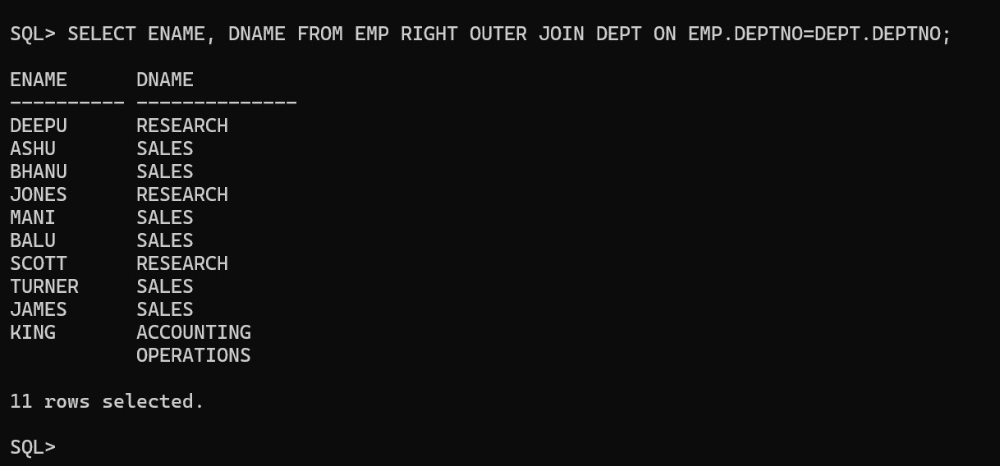 SQL> SELECT ENAME, DNAME FROM EMP RIGHT OUTER JOIN DEPT ON EMP.DEPTNO=DEPT.DEPTNO;
ENAME      DNAME
---------- --------------
DEEPU      RESEARCH
ASHU       SALES
BHANU      SALES
JONES      RESEARCH
MANI       SALES
BALU       SALES
SCOTT      RESEARCH
TURNER     SALES
JAMES      SALES
KING       ACCOUNTING
           OPERATIONS
11 rows selected.
SQL>